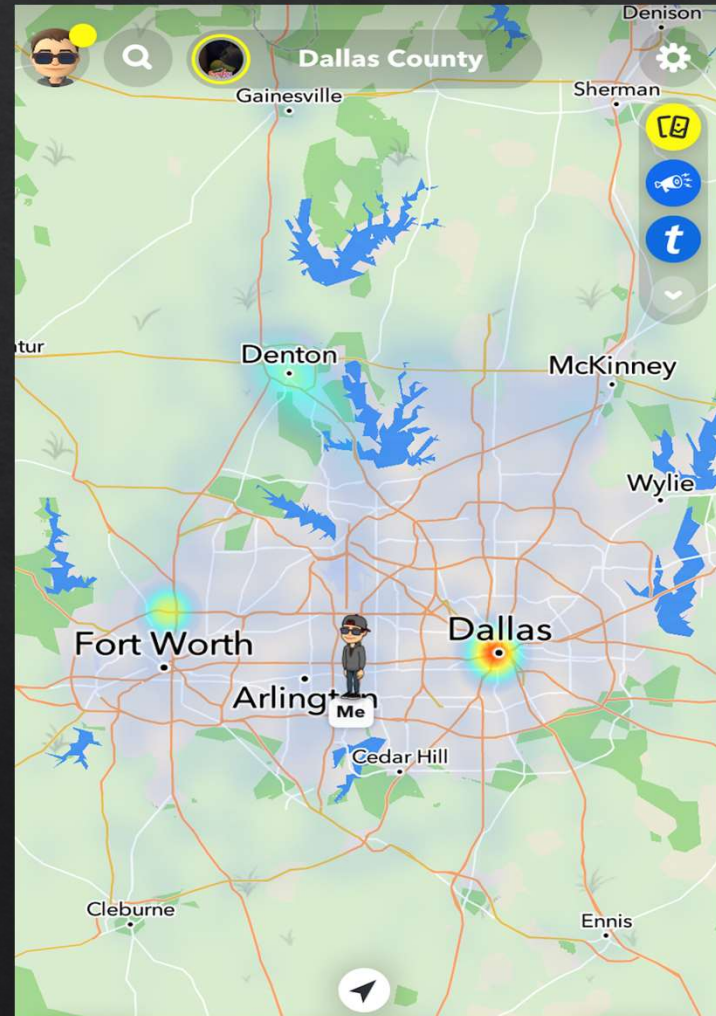 Denison
Dallas County
Gainesville
Sherman
t
tur
Denton
McKinney
Wylie
Dallas
Fort Worth
Arlington
Me
Cedar Hill
Cleburne
Ennis